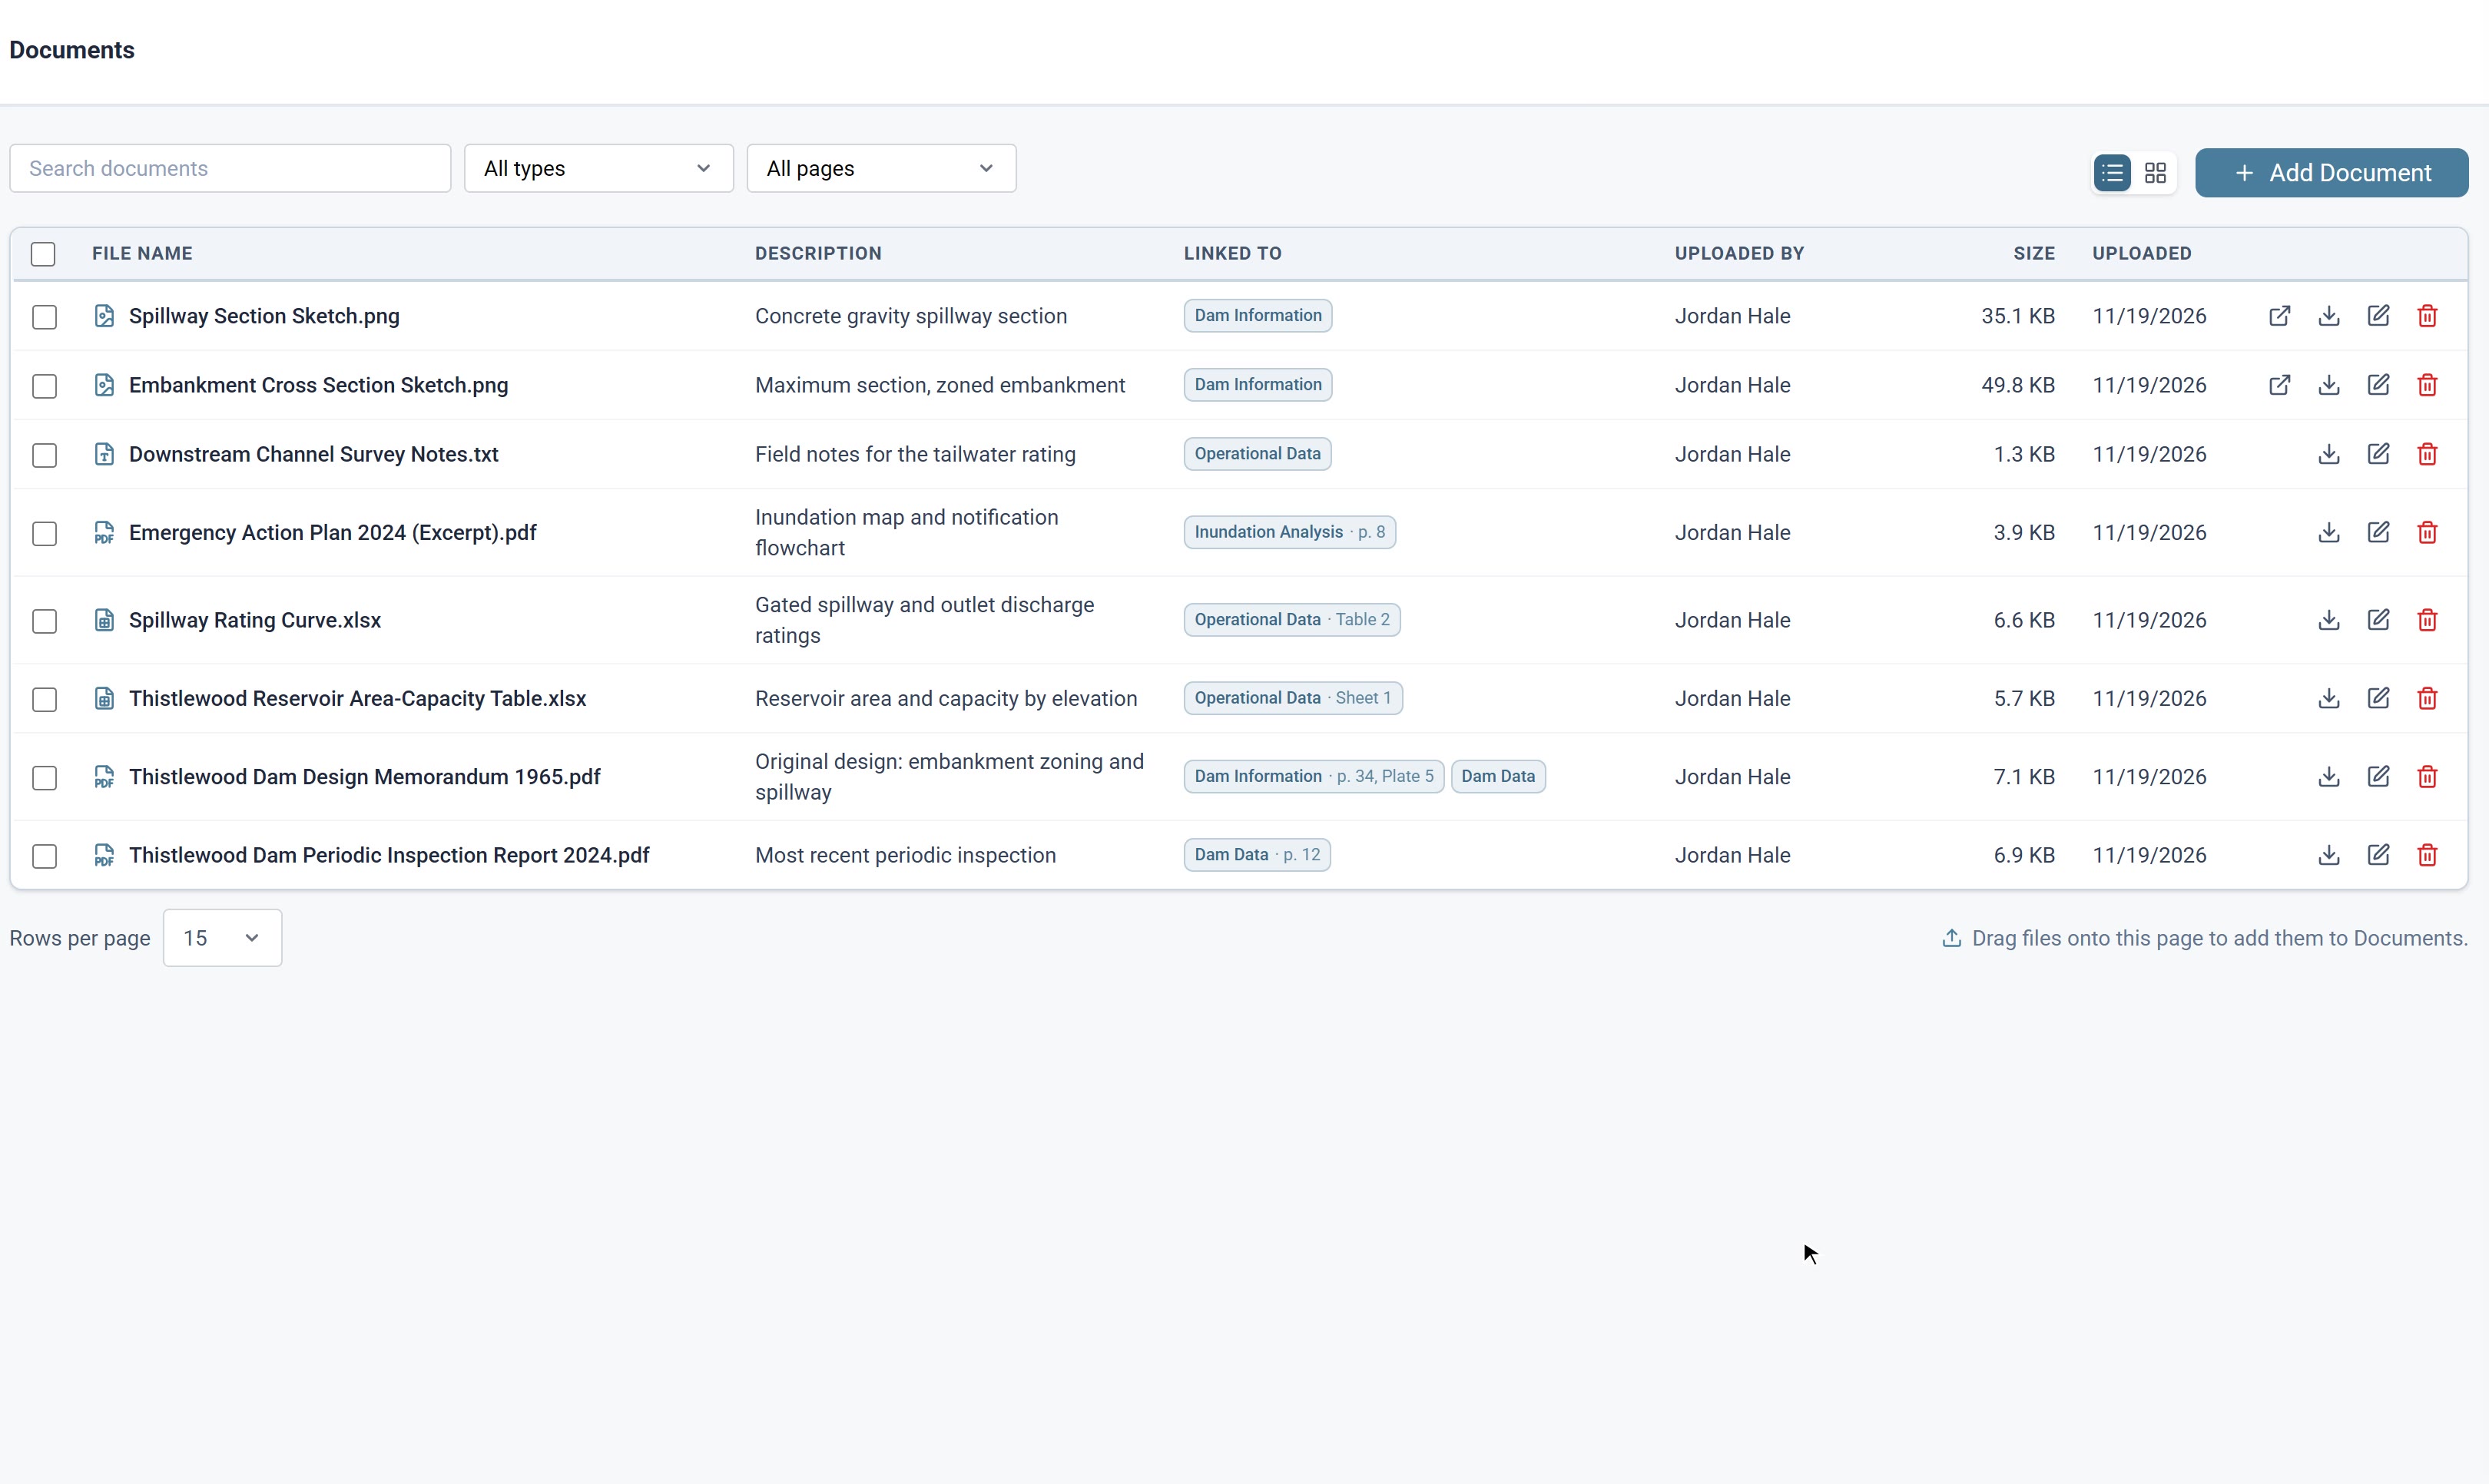 Documents
Search documents
All types
All pages
+ Add Document
FILE NAME DESCRIPTION LINKED TO UPLOADED BY SIZE UPLOADED
Spillway Section Sketch.png Concrete gravity spillway section Dam Information Jordan Hale 35.1 KB 11/19/2026
Embankment Cross Section Sketch.png Maximum section, zoned embankment Dam Information Jordan Hale 49.8 KB 11/19/2026
Downstream Channel Survey Notes.txt Field notes for the tailwater rating Operational Data Jordan Hale 1.3 KB 11/19/2026
PDF Emergency Action Plan 2024 (Excerpt).pdf Inundation map and notification
flowchart Inundation Analysis · p. 8 Jordan Hale 3.9 KB 11/19/2026
Spillway Rating Curve.xlsx Gated spillway and outlet discharge
ratings Operational Data · Table 2 Jordan Hale 6.6 KB 11/19/2026
Thistlewood Reservoir Area-Capacity Table.xlsx Reservoir area and capacity by elevation Operational Data · Sheet 1 Jordan Hale 5.7 KB 11/19/2026
PDF Thistlewood Dam Design Memorandum 1965.pdf Original design: embankment zoning and
spillway Dam Information · p. 34, Plate 5 Dam Data Jordan Hale 7.1 KB 11/19/2026
PDF Thistlewood Dam Periodic Inspection Report 2024.pdf Most recent periodic inspection Dam Data · p. 12 Jordan Hale 6.9 KB 11/19/2026
Rows per page 15
Drag files onto this page to add them to Documents.